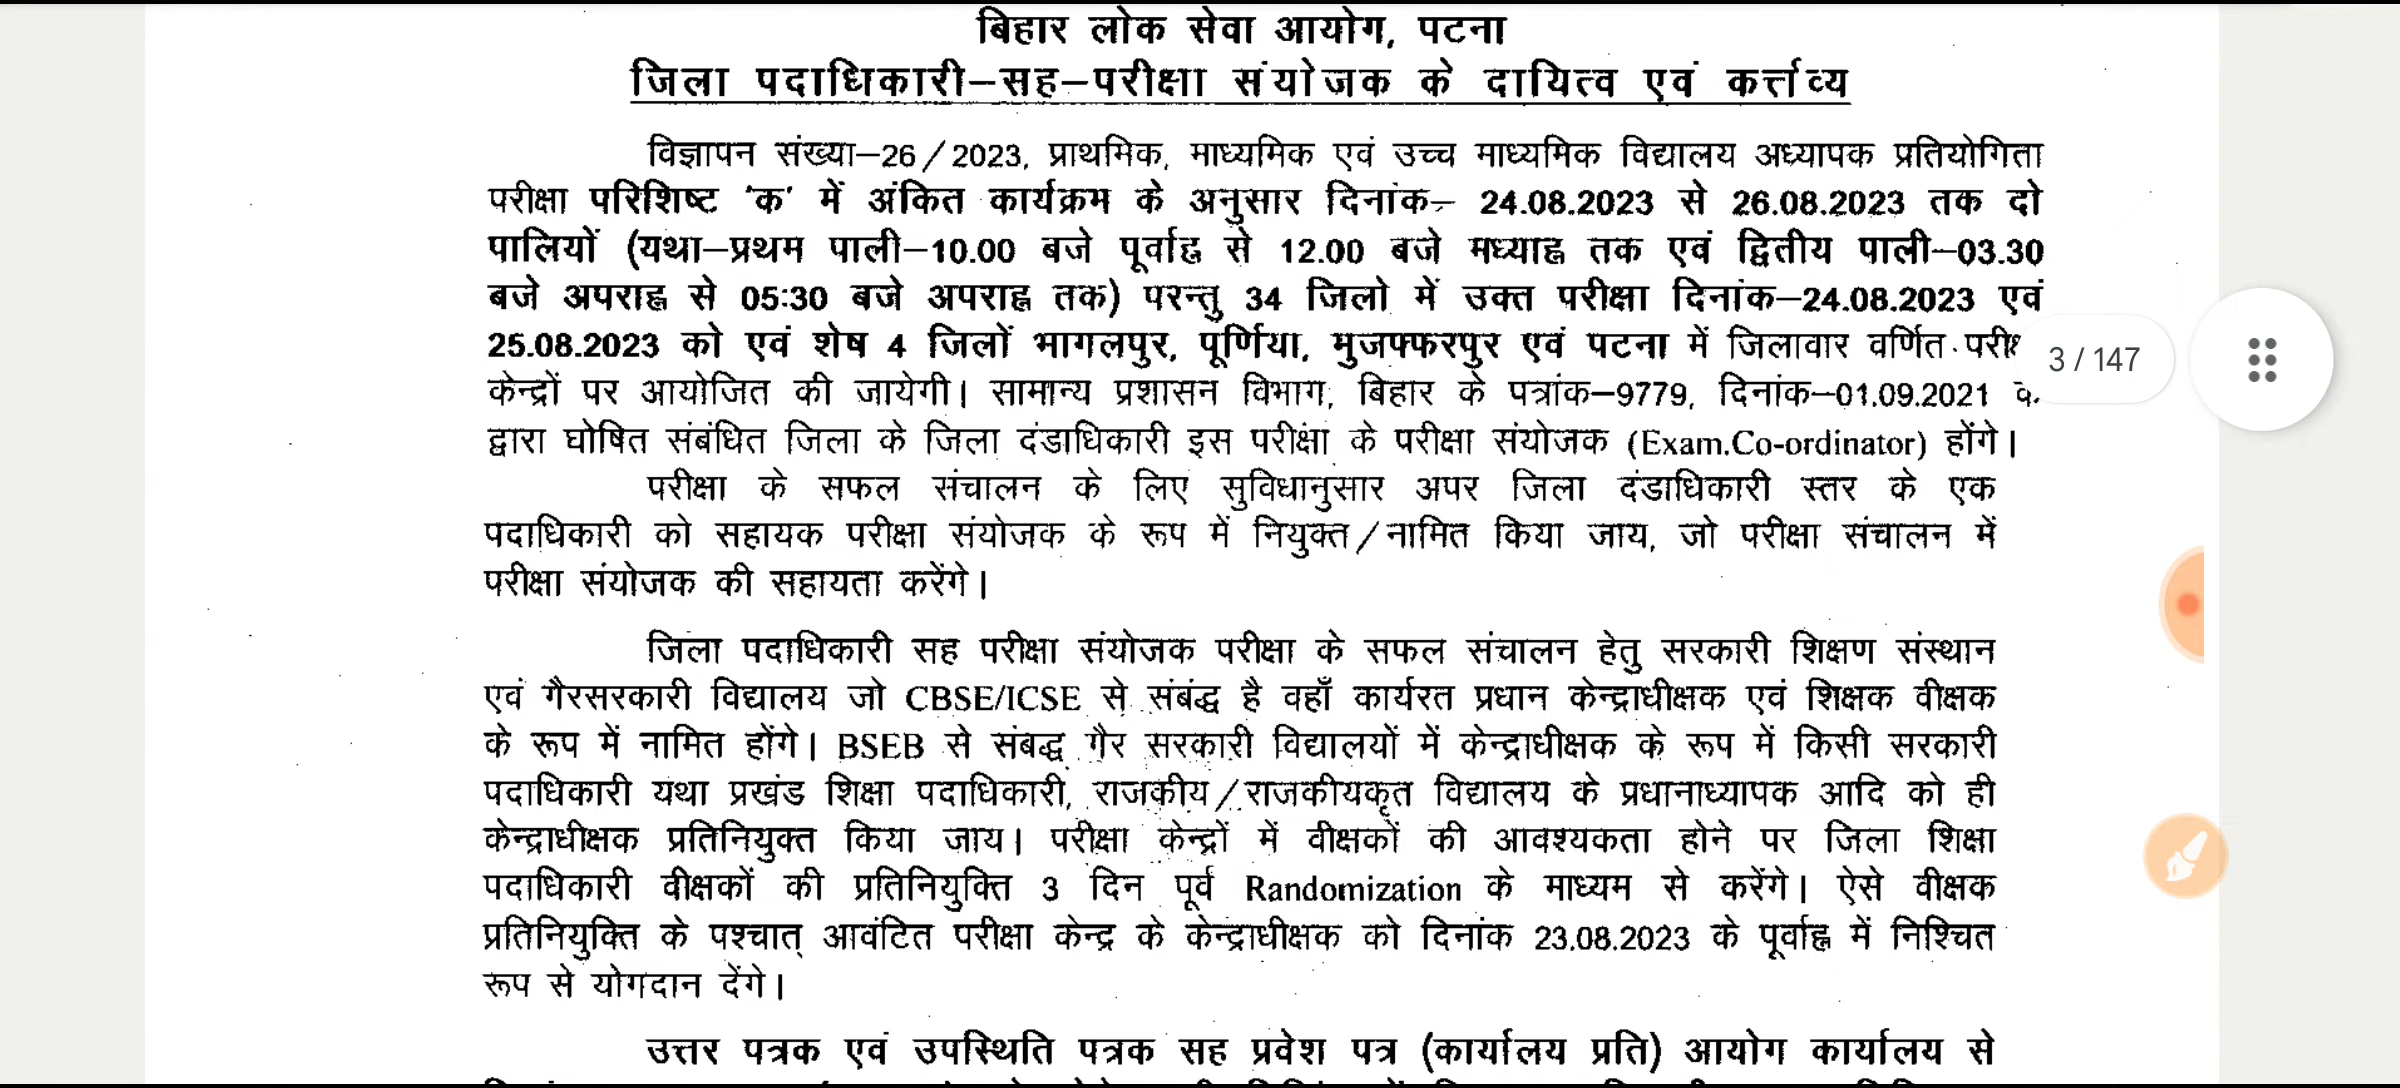 बिहार लोक सेवा आयोग, पटना
जिला पदाधिकारी–सह–परीक्षा संयोजक के दायित्व एवं कर्त्तव्य
विज्ञापन संख्या–26/2023, प्राथमिक, माध्यमिक एवं उच्च माध्यमिक विद्यालय अध्यापक प्रतियोगिता
परीक्षा परिशिष्ट 'क' में अंकित कार्यक्रम के अनुसार दिनांक– 24.08.2023 से 26.08.2023 तक दो
पालियों (यथा–प्रथम पाली–10.00 बजे पूर्वाह्न से 12.00 बजे मध्याह्न तक एवं द्वितीय पाली–03.30
बजे अपराह्न से 05:30 बजे अपराह्न तक) परन्तु 34 जिलो में उक्त परीक्षा दिनांक–24.08.2023 एवं
25.08.2023 को एवं शेष 4 जिलों भागलपुर, पूर्णिया, मुजफ्फरपुर एवं पटना में जिलावार वर्णित
3 / 147
केन्द्रों पर आयोजित की जायेगी। सामान्य प्रशासन विभाग, बिहार के पत्रांक–9779, दिनांक–01.09.2021
द्वारा घोषित संबंधित जिला के जिला दंडाधिकारी इस परीक्षा के परीक्षा संयोजक (Exam.Co-ordinator) होंगे।
परीक्षा के सफल संचालन के लिए सुविधानुसार अपर जिला दंडाधिकारी स्तर के एक
पदाधिकारी को सहायक परीक्षा संयोजक के रूप में नियुक्त/नामित किया जाय, जो परीक्षा संचालन में
परीक्षा संयोजक की सहायता करेंगे।
जिला पदाधिकारी सह परीक्षा संयोजक परीक्षा के सफल संचालन हेतु सरकारी शिक्षण संस्थान
एवं गैरसरकारी विद्यालय जो CBSE/ICSE से संबंद्ध है वहाँ कार्यरत प्रधान केन्द्राधीक्षक एवं शिक्षक वीक्षक
के रूप में नामित होंगे। BSEB से संबद्ध गैर सरकारी विद्यालयों में केन्द्राधीक्षक के रूप में किसी सरकारी
पदाधिकारी यथा प्रखंड शिक्षा पदाधिकारी, राजकीय/राजकीयकृत विद्यालय के प्रधानाध्यापक आदि को ही
केन्द्राधीक्षक प्रतिनियुक्त किया जाय। परीक्षा केन्द्रों में वीक्षकों की आवश्यकता होने पर जिला शिक्षा
पदाधिकारी वीक्षकों की प्रतिनियुक्ति 3 दिन पूर्व Randomization के माध्यम से करेंगे। ऐसे वीक्षक
प्रतिनियुक्ति के पश्चात् आवंटित परीक्षा केन्द्र के केन्द्राधीक्षक को दिनांक 23.08.2023 के पूर्वाह्न में निश्चित
रूप से योगदान देंगे।
उत्तर पत्रक एवं उपस्थिति पत्रक सह प्रवेश पत्र (कार्यालय प्रति) आयोग कार्यालय से